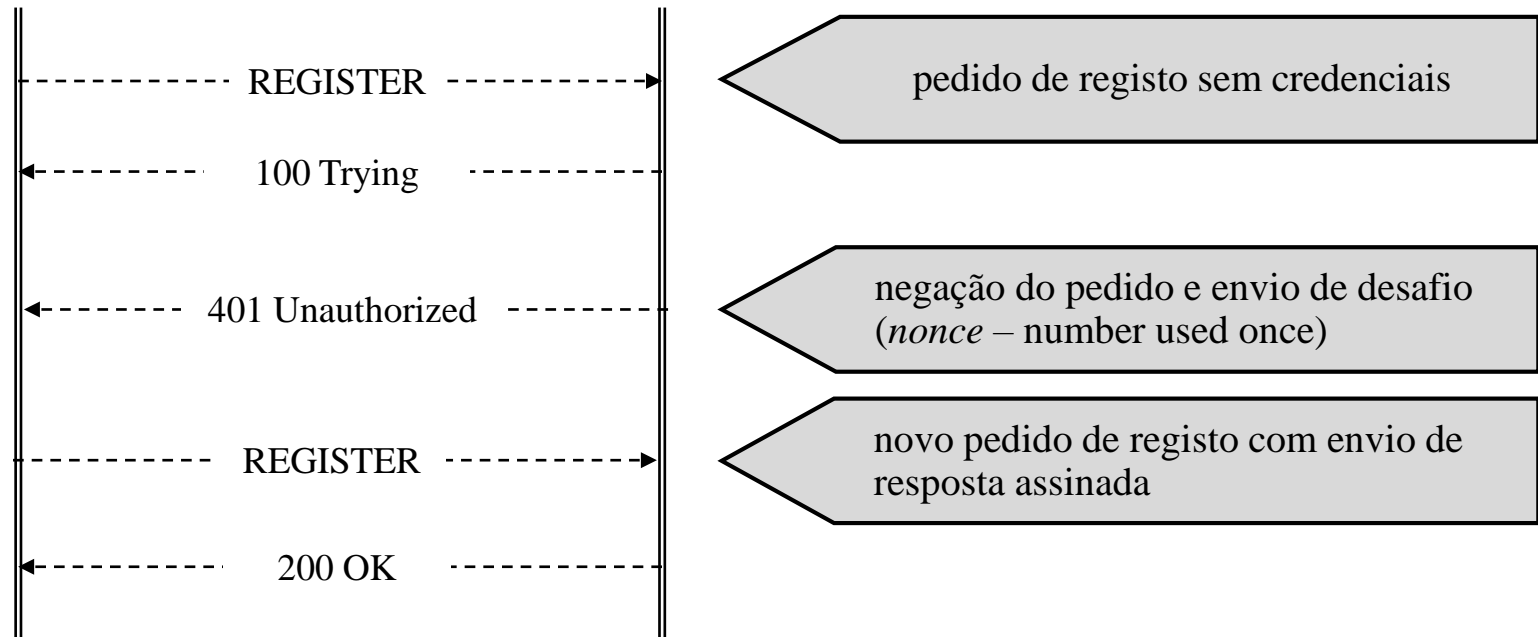 REGISTER
pedido de registo sem credenciais
100 Trying
401 Unauthorized
negação do pedido e envio de desafio
(nonce – number used once)
REGISTER
novo pedido de registo com envio de
resposta assinada
200 OK